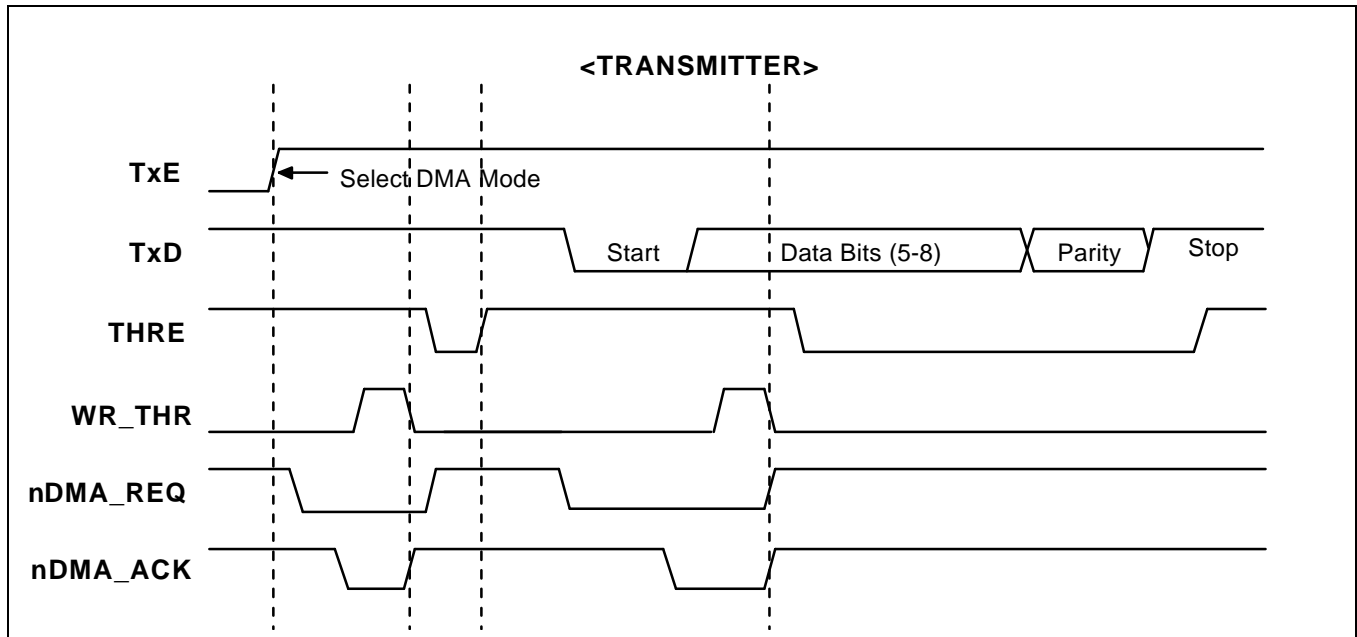 <TRANSMITTER>
TxE
Select DMA Mode
TxD
Start
Data Bits (5-8)
Parity
Stop
THRE
WR_THR
nDMA_REQ
nDMA_ACK